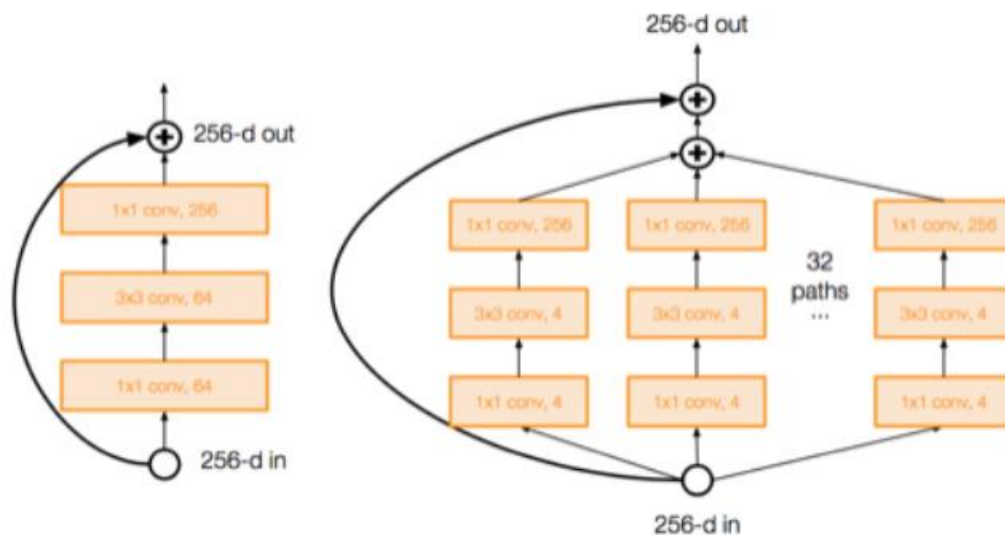 256-d out
1x1 conv, 256
3x3 conv, 64
1x1 conv, 64
256-d in
256-d out
1x1 conv, 256
1x1 conv, 256
1x1 conv, 256
32
paths
...
3x3 conv, 4
3x3 conv, 4
3x3 conv, 4
1x1 conv, 4
1x1 conv, 4
1x1 conv, 4
256-d in